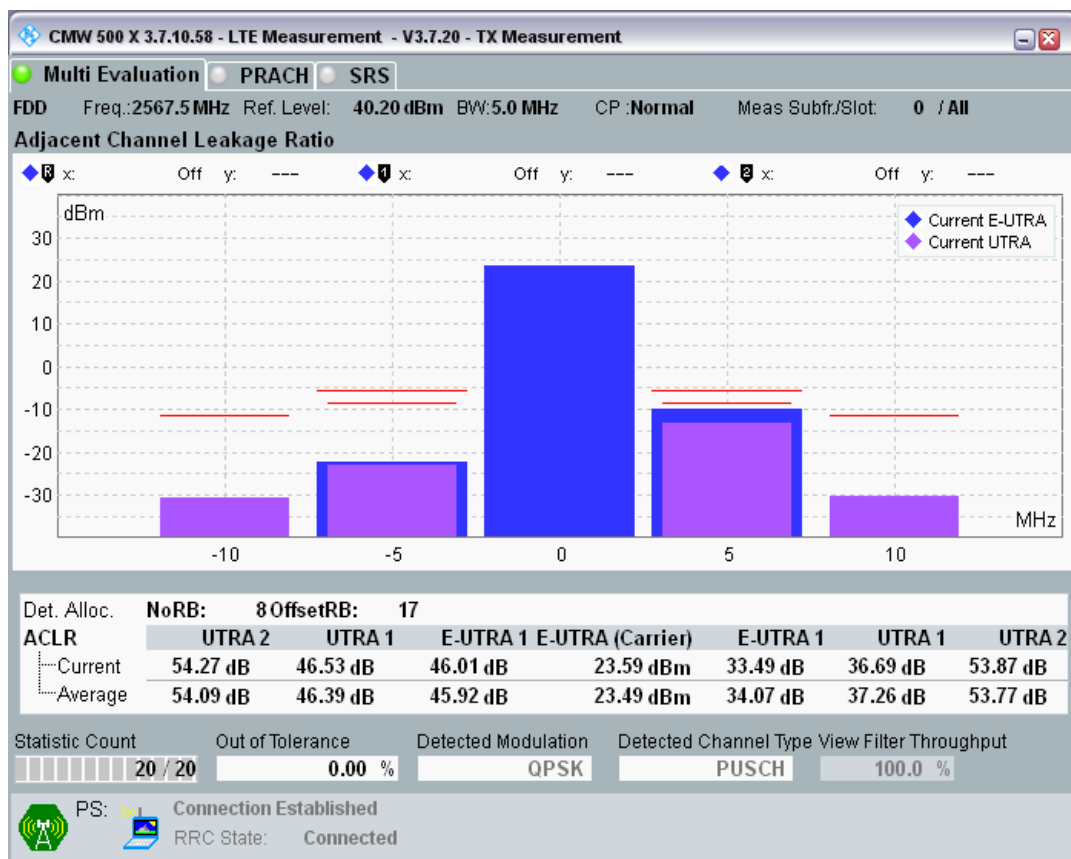 CMW 500 X 3.7.10.58 - LTE Measurement - V3.7.20 - TX Measurement
Multi Evaluation PRACH SRS
FDD Freq.:2567.5 MHz Ref. Level: 40.20 dBm BW:5.0 MHz CP :Normal Meas Subfr./Slot: 0 / All
Adjacent Channel Leakage Ratio
R x: Off y: --- 1 x: Off y: --- 2 x: Off y: ---
dBm
Current E-UTRA
Current UTRA
30
20
10
0
-10
-20
-30
MHz
-10 -5 0 5 10
Det. Alloc. NoRB: 8 OffsetRB: 17
ACLR UTRA 2 UTRA 1 E-UTRA 1 E-UTRA (Carrier) E-UTRA 1 UTRA 1 UTRA 2
Current 54.27 dB 46.53 dB 46.01 dB 23.59 dBm 33.49 dB 36.69 dB 53.87 dB
Average 54.09 dB 46.39 dB 45.92 dB 23.49 dBm 34.07 dB 37.26 dB 53.77 dB
Statistic Count Out of Tolerance Detected Modulation Detected Channel Type View Filter Throughput
20 / 20 0.00 % QPSK PUSCH 100.0 %
PS: Connection Established
RRC State: Connected